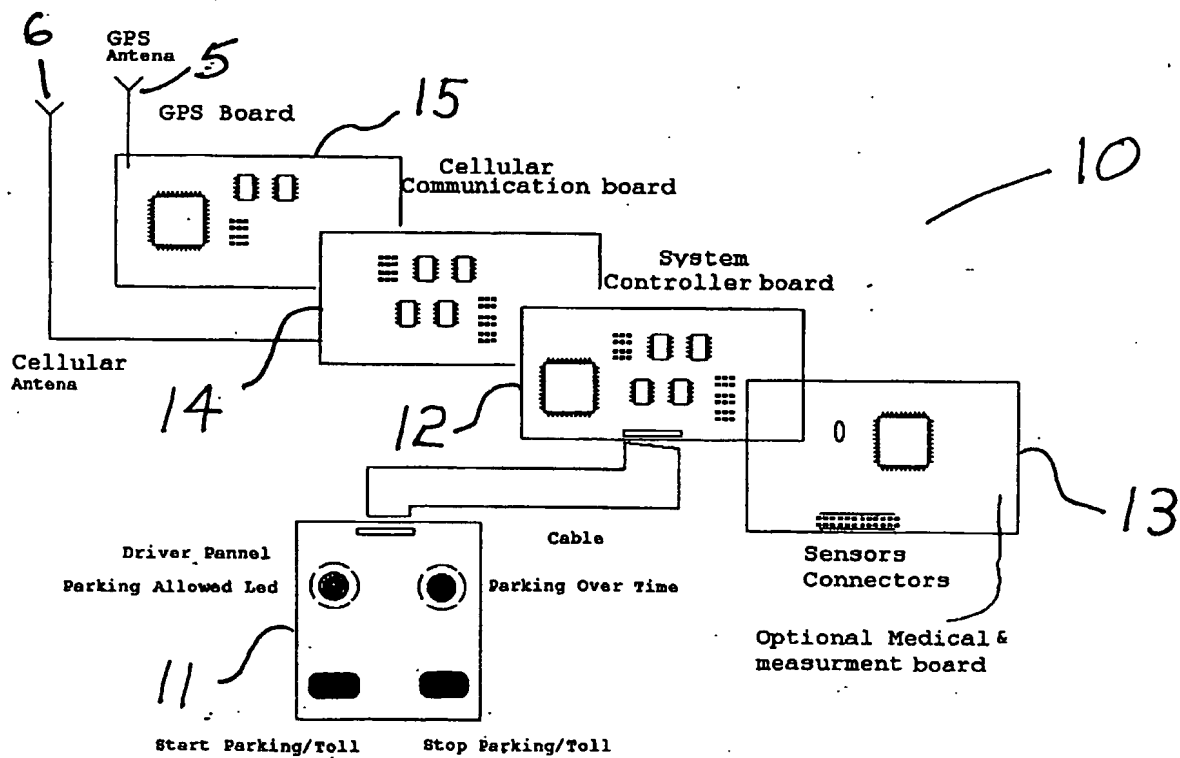 6
GPS
Antena
5
GPS Board
15
Cellular
Communication board
10
System
Controller board
Cellular
Antena
14
12
13
Cable
Driver Pannel
Parking Allowed Led
Parking Over Time
Sensors
Connectors
Optional Medical &
measurment board
11
Start Parking/Toll
Stop Parking/Toll